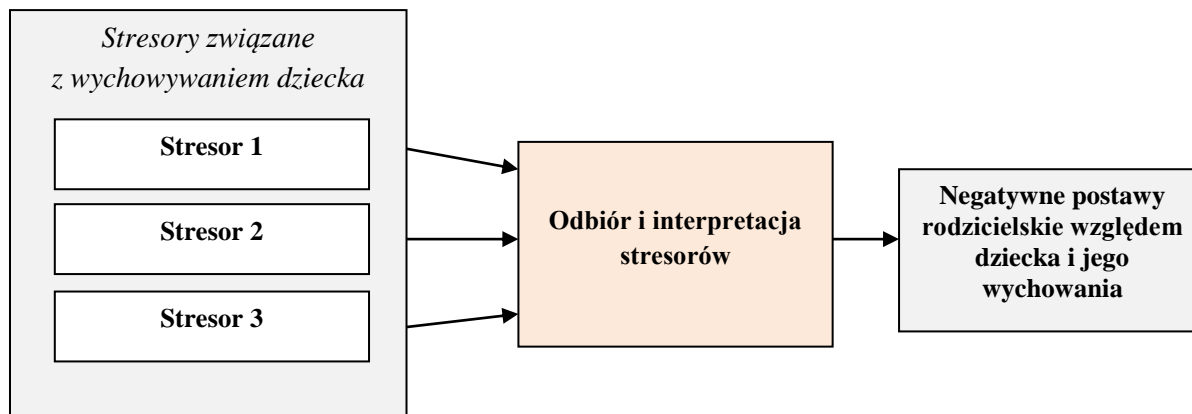 Stresory związane
z wychowywaniem dziecka
Stresor 1
Stresor 2
Stresor 3
Odbiór i interpretacja
stresorów
Negatywne postawy
rodzicielskie względem
dziecka i jego
wychowania